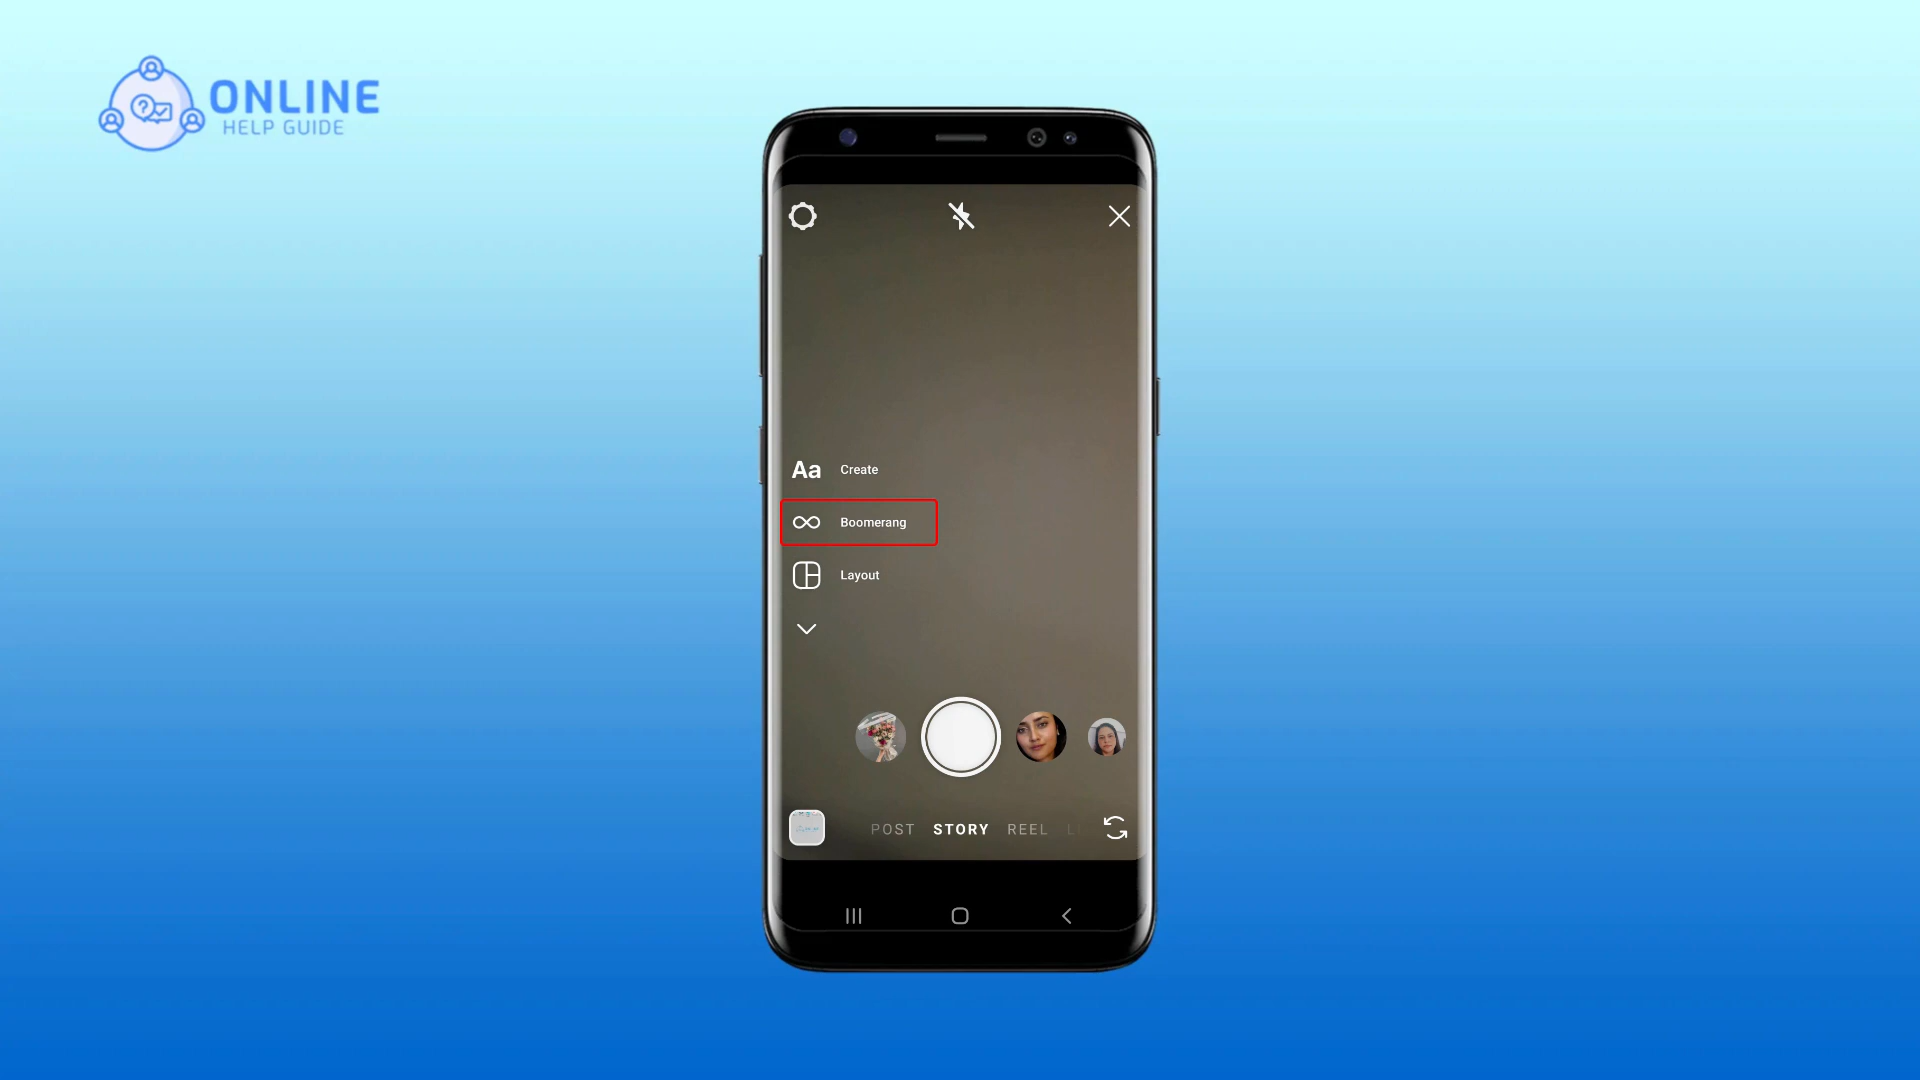 ONLINE
HELP GUIDE
Aa Create
Boomerang
Layout
POST STORY REEL